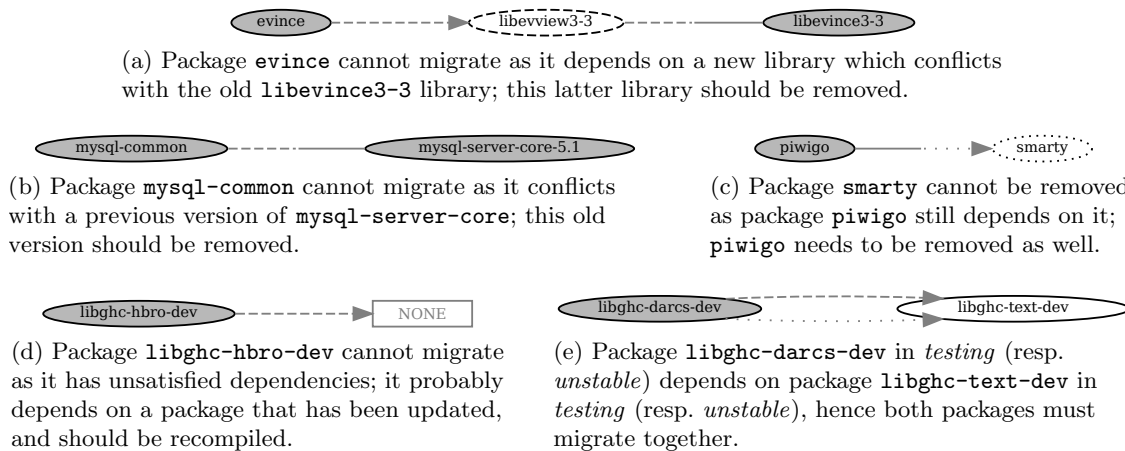 evince libevview3-3 libevince3-3
(a) Package evince cannot migrate as it depends on a new library which conflicts
with the old libevince3-3 library; this latter library should be removed.
mysql-common mysql-server-core-5.1
(b) Package mysql-common cannot migrate as it conflicts
with a previous version of mysql-server-core; this old
version should be removed.
piwigo smarty
(c) Package smarty cannot be removed
as package piwigo still depends on it;
piwigo needs to be removed as well.
libghc-hbro-dev NONE
(d) Package libghc-hbro-dev cannot migrate
as it has unsatisfied dependencies; it probably
depends on a package that has been updated,
and should be recompiled.
libghc-darcs-dev libghc-text-dev
(e) Package libghc-darcs-dev in testing (resp.
unstable) depends on package libghc-text-dev in
testing (resp. unstable), hence both packages must
migrate together.